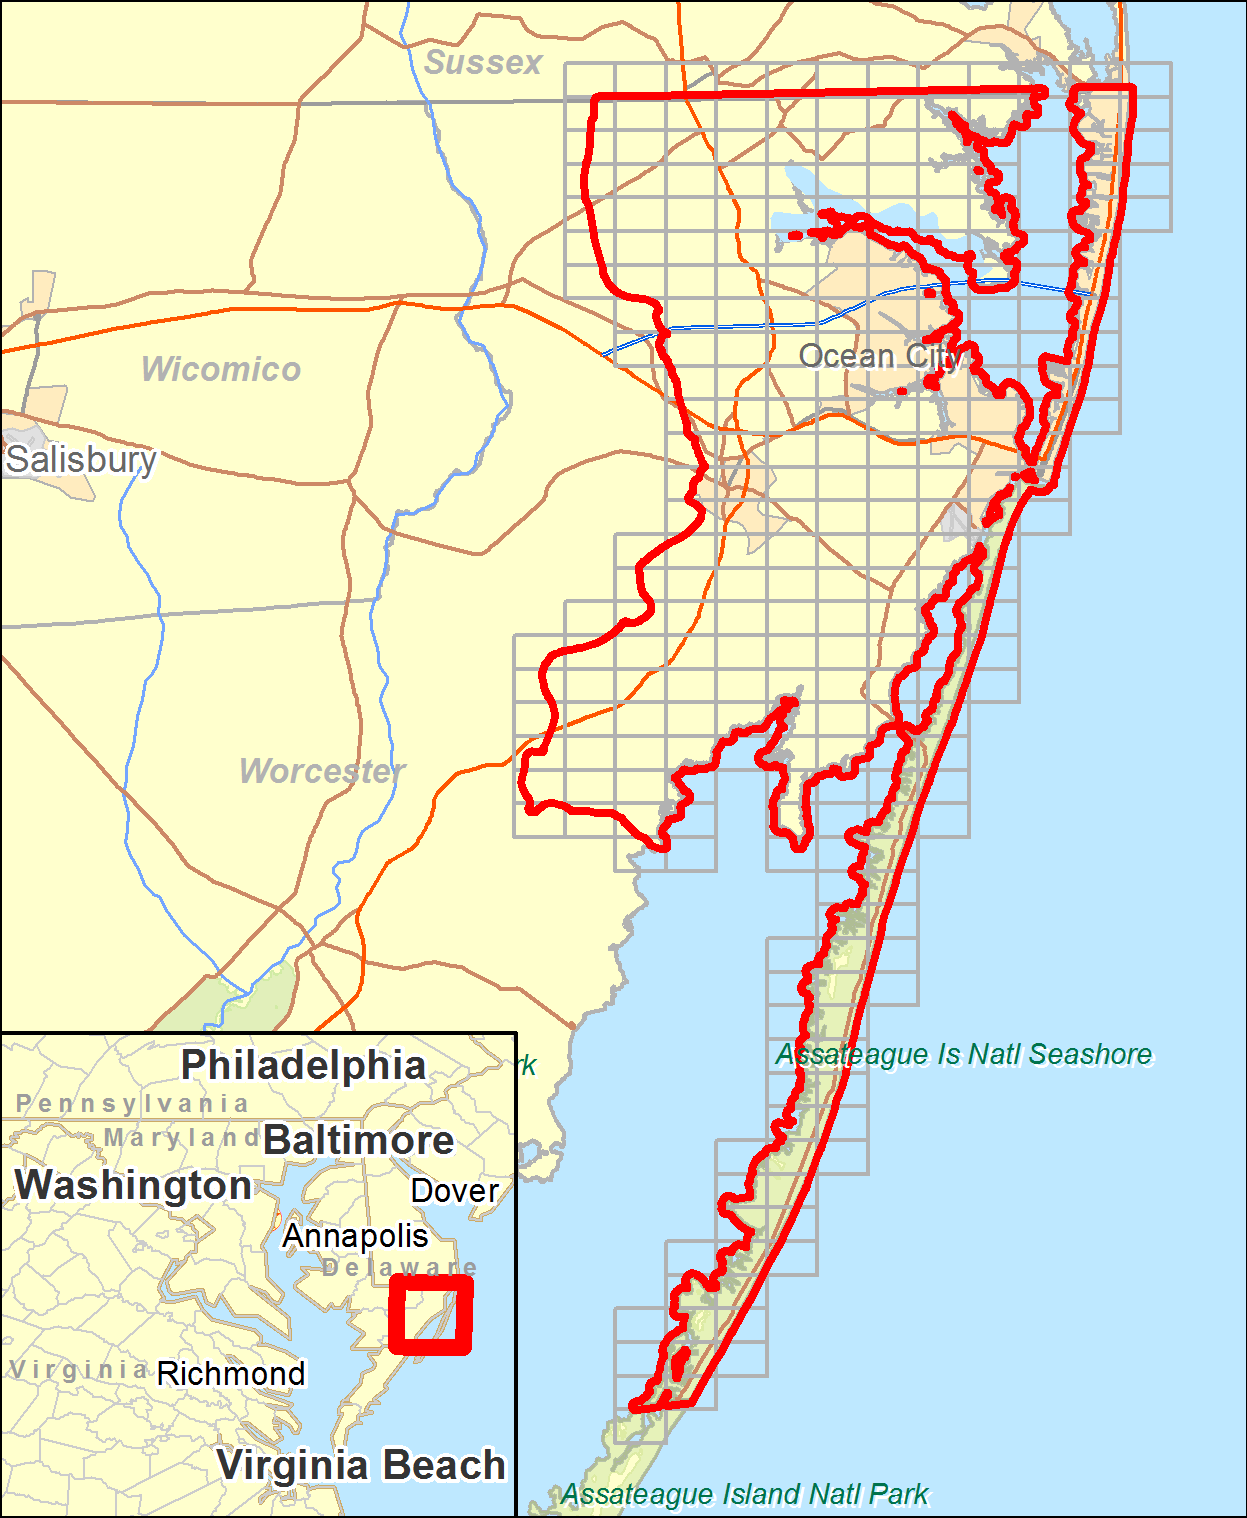 Sussex
Ocean City
Wicomico
Salisbury
Worcester
Assateague Is Natl Seashore
rk
Philadelphia
Pennsylvania
Maryland
Baltimore
Washington
Dover
Annapolis
Delaware
Virginia
Richmond
Virginia Beach
Assateague Island Natl Park